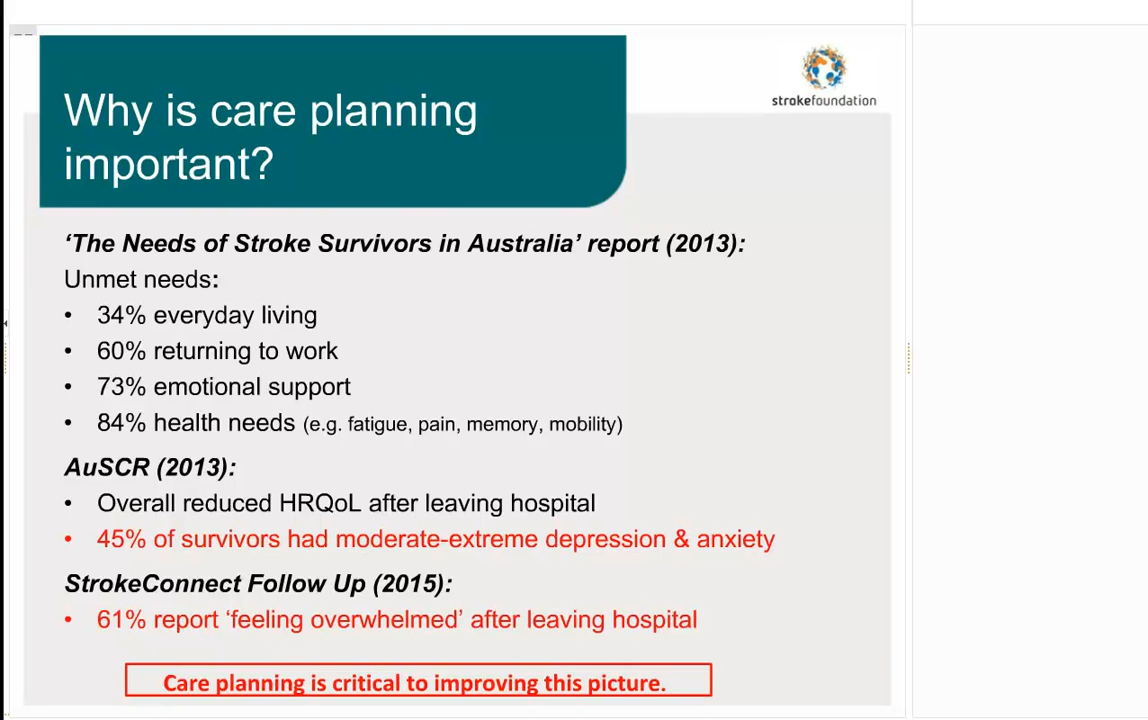 Why is care planning
important?
strokefoundation
‘The Needs of Stroke Survivors in Australia’ report (2013):
Unmet needs:
• 34% everyday living
• 60% returning to work
• 73% emotional support
• 84% health needs (e.g. fatigue, pain, memory, mobility)
AuSCR (2013):
• Overall reduced HRQoL after leaving hospital
• 45% of survivors had moderate-extreme depression & anxiety
StrokeConnect Follow Up (2015):
• 61% report ‘feeling overwhelmed’ after leaving hospital
Care planning is critical to improving this picture.